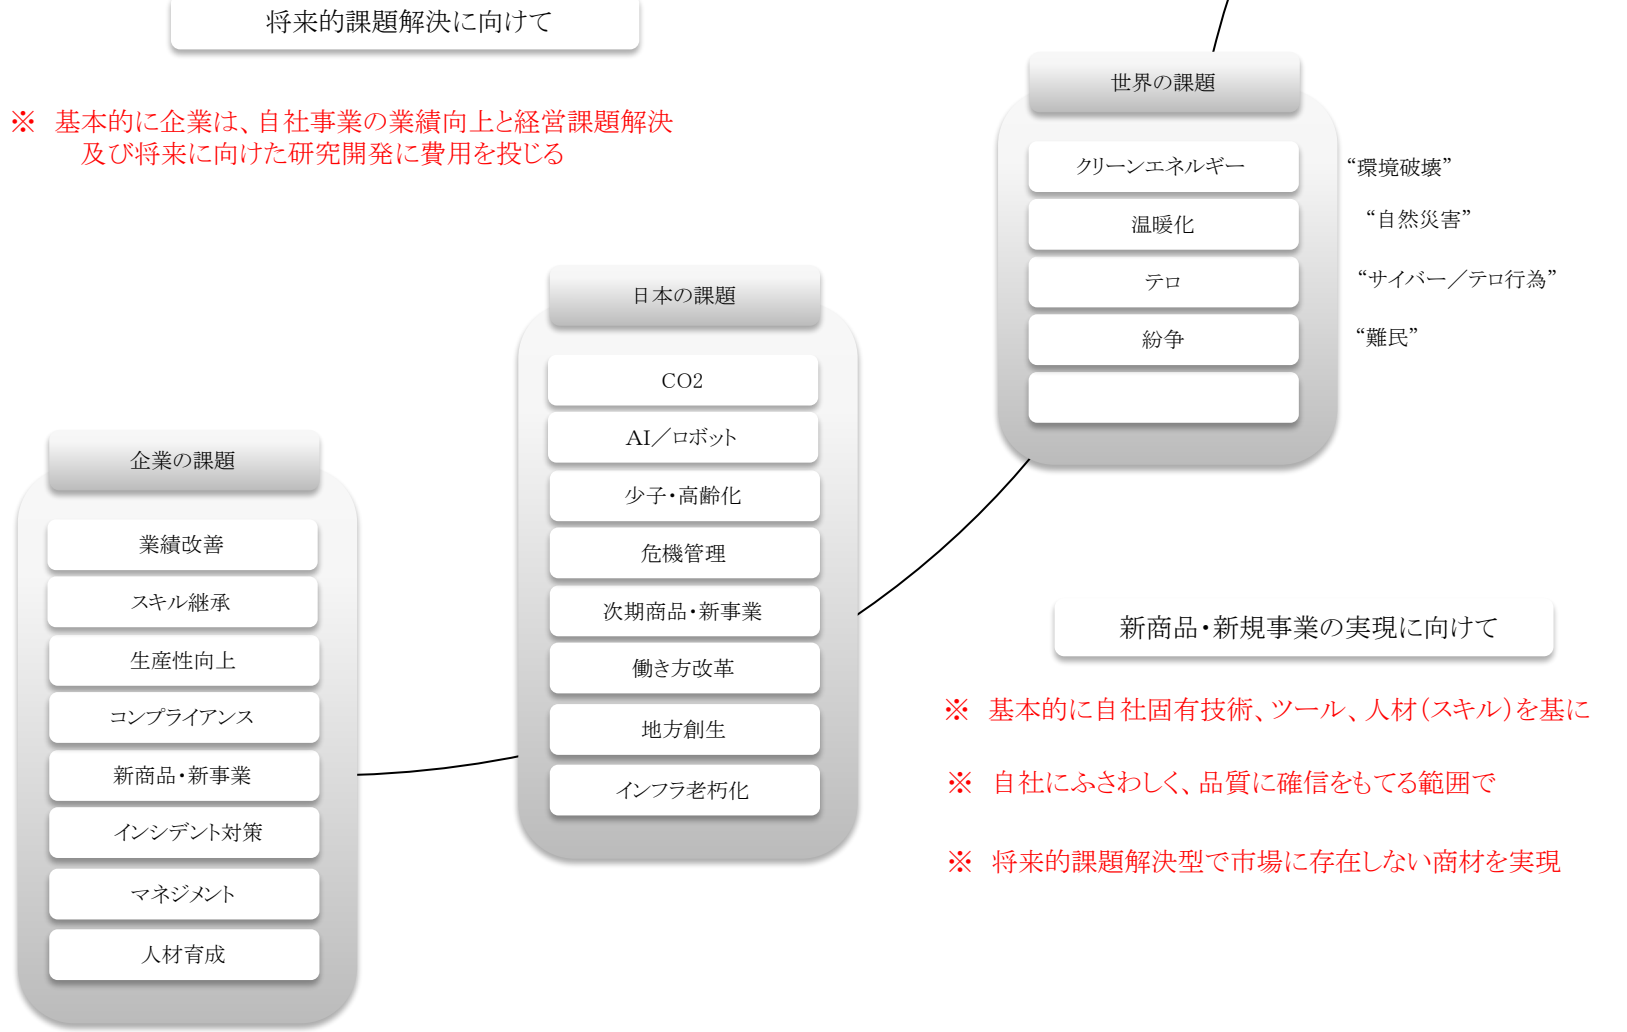 将来的課題解決に向けて
※ 基本的に企業は、自社事業の業績向上と経営課題解決
及び将来に向けた研究開発に費用を投じる
企業の課題
業績改善
スキル継承
生産性向上
コンプライアンス
新商品・新事業
インシデント対策
マネジメント
人材育成
日本の課題
CO2
AI／ロボット
少子・高齢化
危機管理
次期商品・新事業
働き方改革
地方創生
インフラ老朽化
世界の課題
クリーンエネルギー “環境破壊”
温暖化 “自然災害”
テロ “サイバー／テロ行為”
紛争 “難民”
新商品・新規事業の実現に向けて
※ 基本的に自社固有技術、ツール、人材（スキル）を基に
※ 自社にふさわしく、品質に確信をもてる範囲で
※ 将来的課題解決型で市場に存在しない商材を実現